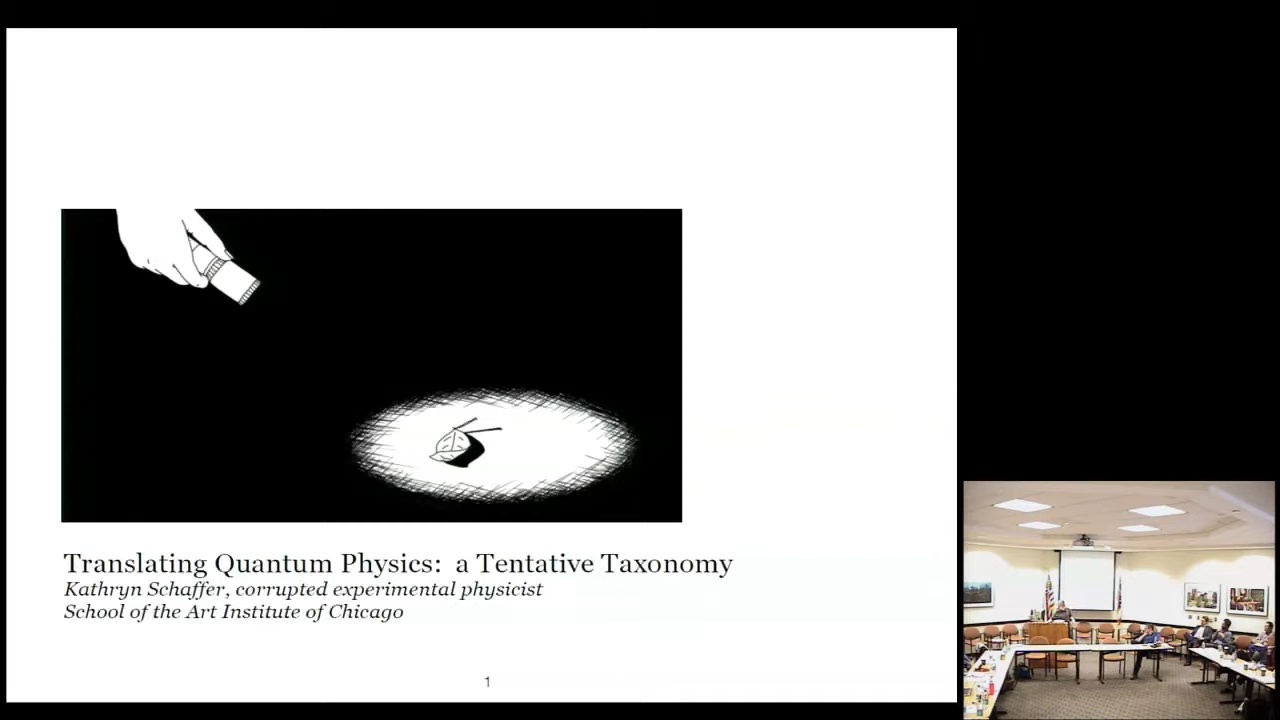 Translating Quantum Physics: a Tentative Taxonomy
Kathryn Schaffer, corrupted experimental physicist
School of the Art Institute of Chicago
1